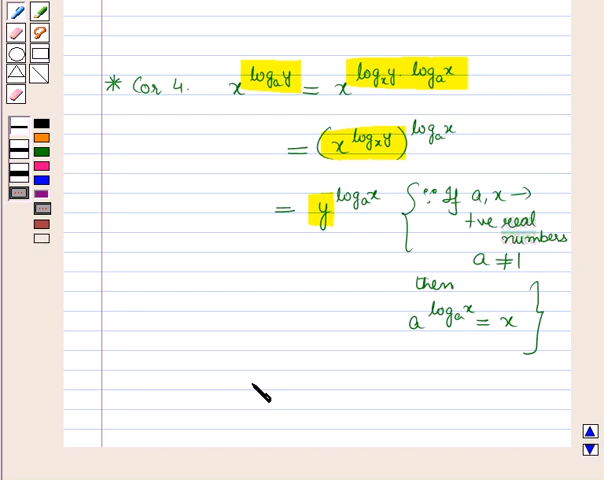 * Cor 4. x^{log_a y} = x^{log_x y · log_a x}
= (x^{log_x y})^{log_a x}
= y^{log_a x} { ∵ If a, x →
+ve real
numbers
a ≠ 1
then
a^{log_a x} = x }